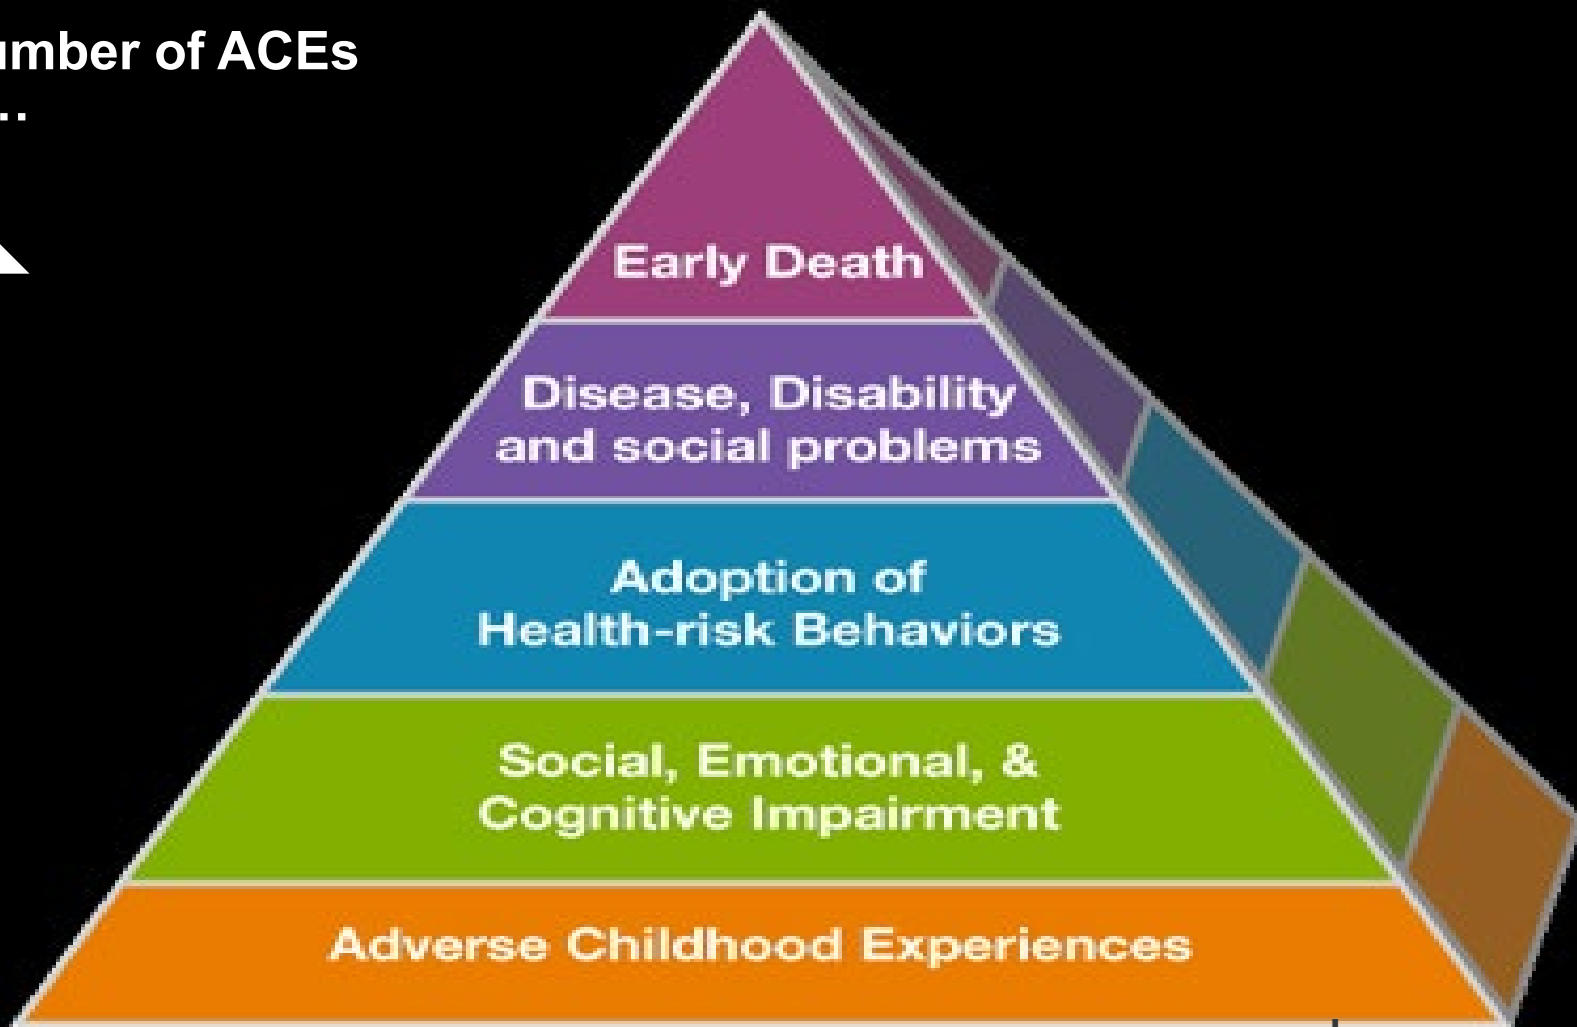 of ACEs
...
Early Death
Disease, Disability
and social problems
Adoption of
Health-risk Behaviors
Social, Emotional, &
Cognitive Impairment
Adverse Childhood Experiences